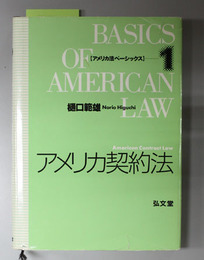 BASICS
OF
[アメリカ法ベーシックス]
1
AMERICAN
樋口範雄 Norio Higuchi
LAW
American Contract Law
アメリカ契約法
弘文堂